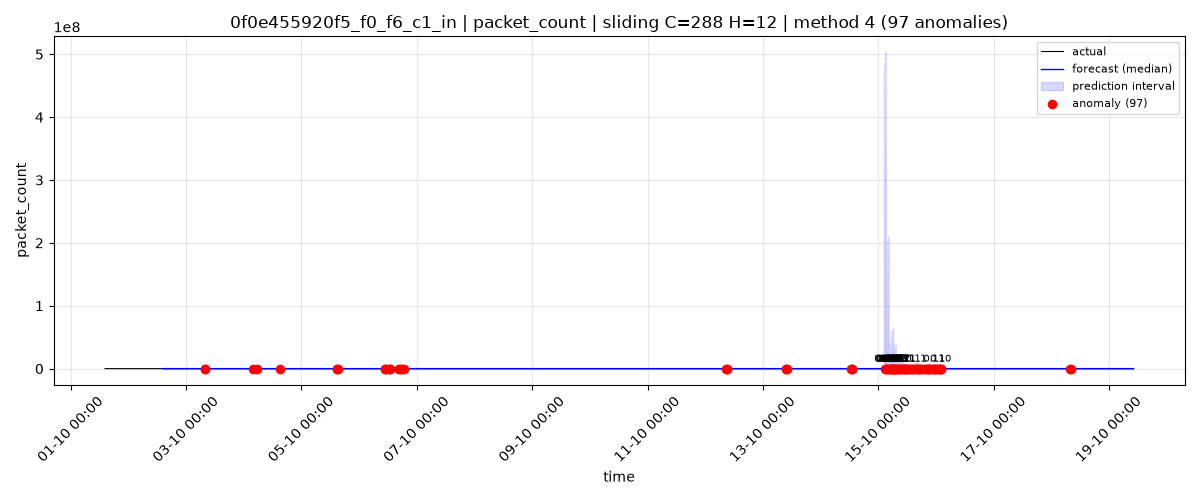 0f0e455920f5_f0_f6_c1_in | packet_count | sliding C=288 H=12 | method 4 (97 anomalies)
1e8
actual
forecast (median)
prediction interval
anomaly (97)
packet_count
5
4
3
2
1
0
01-10 00:00
03-10 00:00
05-10 00:00
07-10 00:00
09-10 00:00
11-10 00:00
13-10 00:00
15-10 00:00
17-10 00:00
19-10 00:00
time